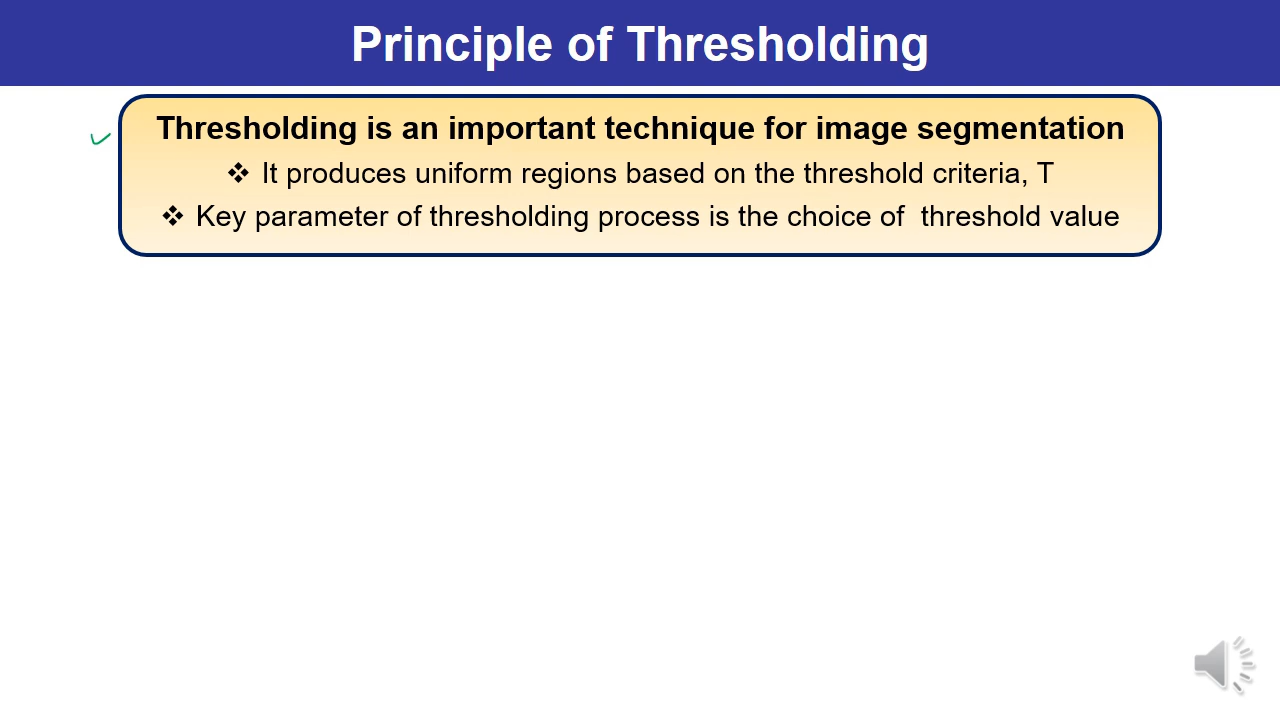 Principle of Thresholding
Thresholding is an important technique for image segmentation
❖ It produces uniform regions based on the threshold criteria, T
❖ Key parameter of thresholding process is the choice of  threshold value